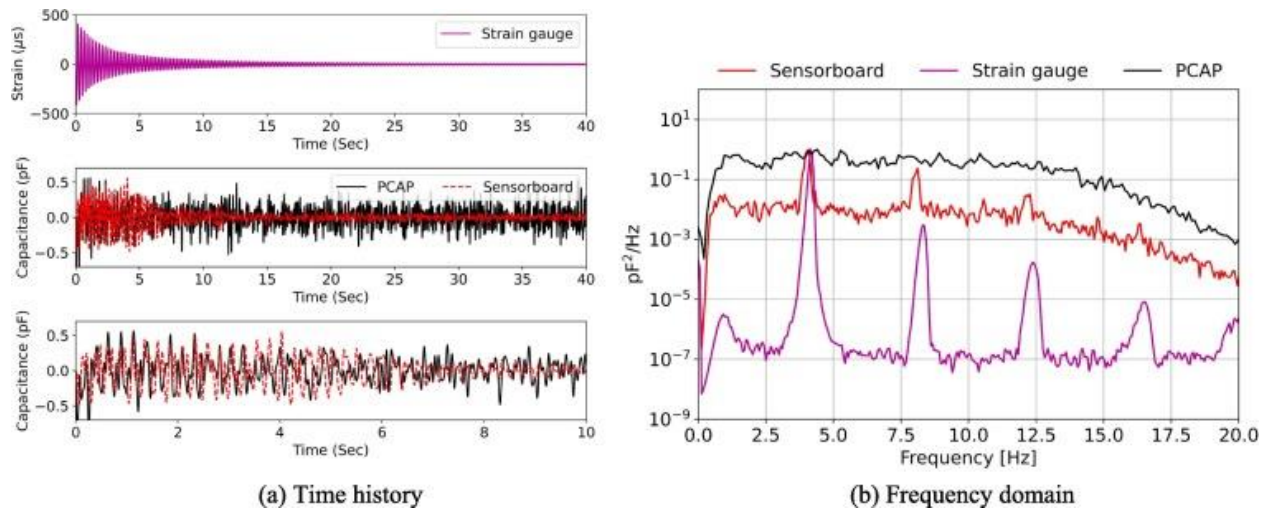 500
0
−500
Strain (μs)
Strain gauge
0 5 10 15 20 25 30 35 40
Time (Sec)
0.5
0.0
−0.5
Capacitance (pF)
PCAP Sensorboard
0 5 10 15 20 25 30 35 40
Time (Sec)
0.5
0.0
−0.5
Capacitance (pF)
0 2 4 6 8 10
Time (Sec)
(a) Time history
Sensorboard Strain gauge PCAP
10¹
10⁻¹
10⁻³
10⁻⁵
10⁻⁷
10⁻⁹
pF²/Hz
0.0 2.5 5.0 7.5 10.0 12.5 15.0 17.5 20.0
Frequency [Hz]
(b) Frequency domain